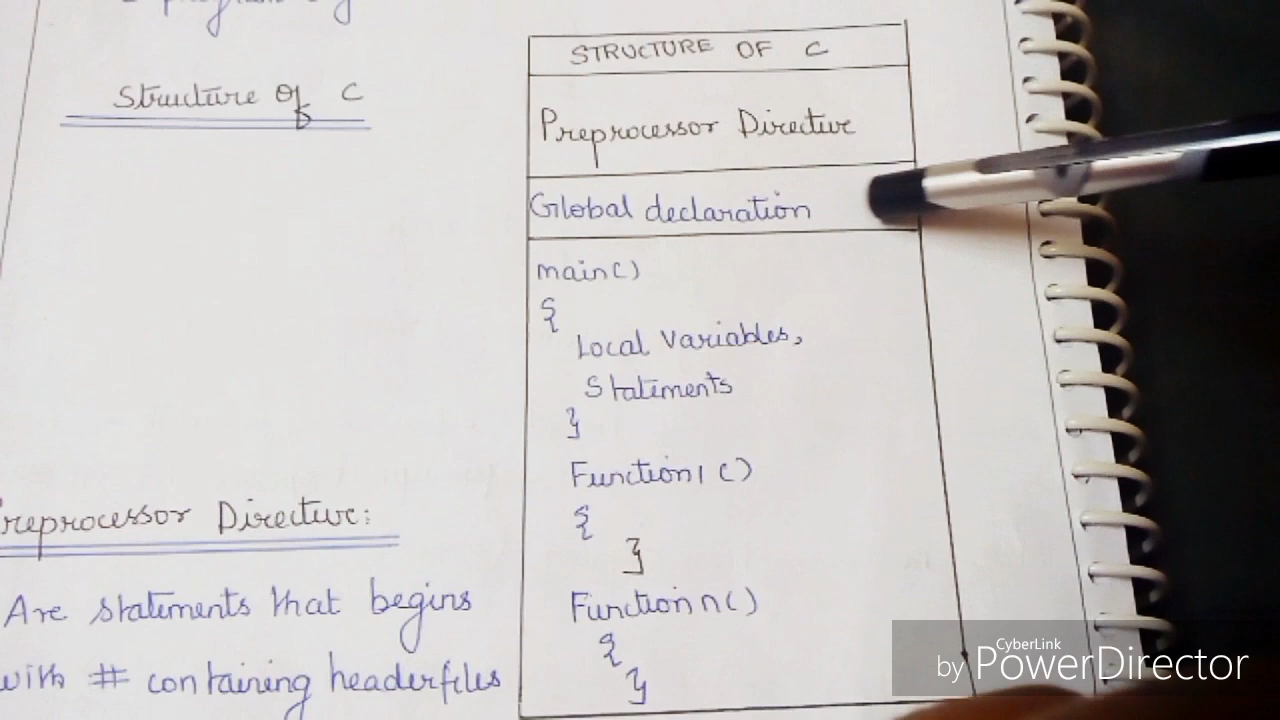 Structure of C
STRUCTURE OF C
Preprocessor Directive
Global declaration
main()
{
Local Variables,
Statements
}
Function1()
{
}
Function n()
{
}
Preprocessor Directive:
Are statements that begins
with # containing headerfiles
CyberLink
by PowerDirector